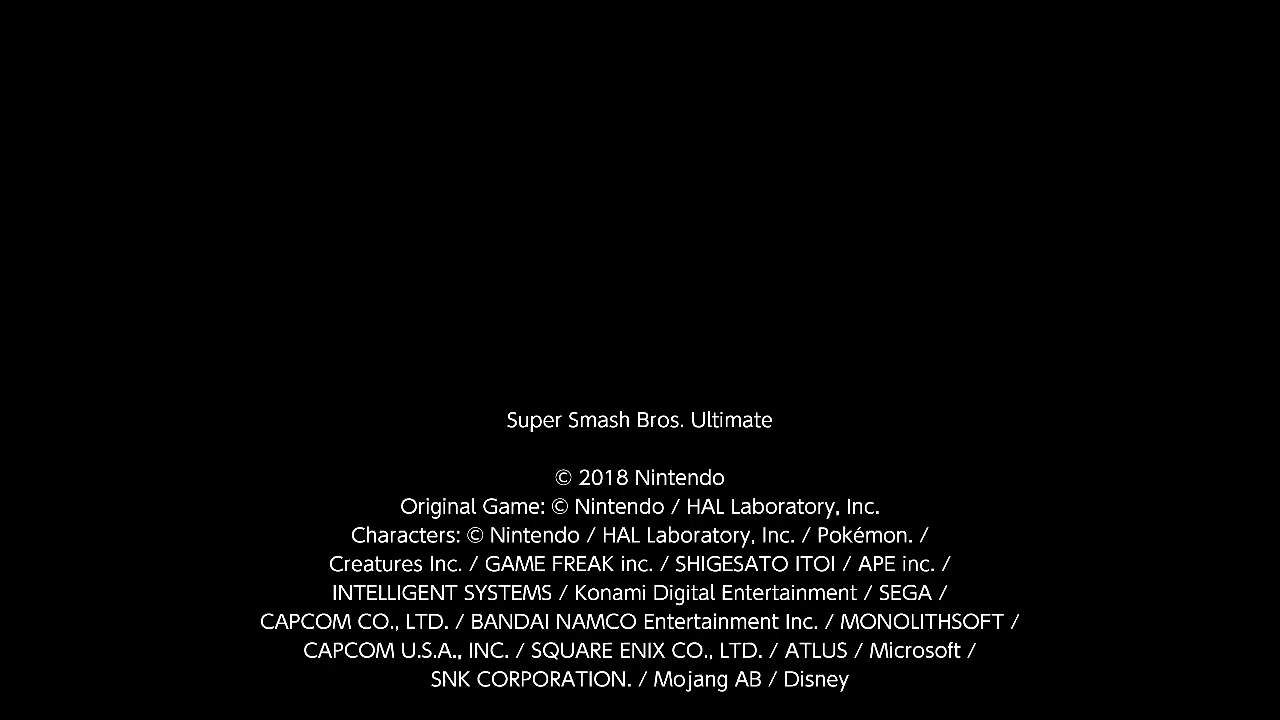 Super Smash Bros. Ultimate
© 2018 Nintendo
Original Game: © Nintendo / HAL Laboratory, Inc.
Characters: © Nintendo / HAL Laboratory, Inc. / Pokémon. /
Creatures Inc. / GAME FREAK inc. / SHIGESATO ITOI / APE inc. /
INTELLIGENT SYSTEMS / Konami Digital Entertainment / SEGA /
CAPCOM CO., LTD. / BANDAI NAMCO Entertainment Inc. / MONOLITHSOFT /
CAPCOM U.S.A., INC. / SQUARE ENIX CO., LTD. / ATLUS / Microsoft /
SNK CORPORATION. / Mojang AB / Disney